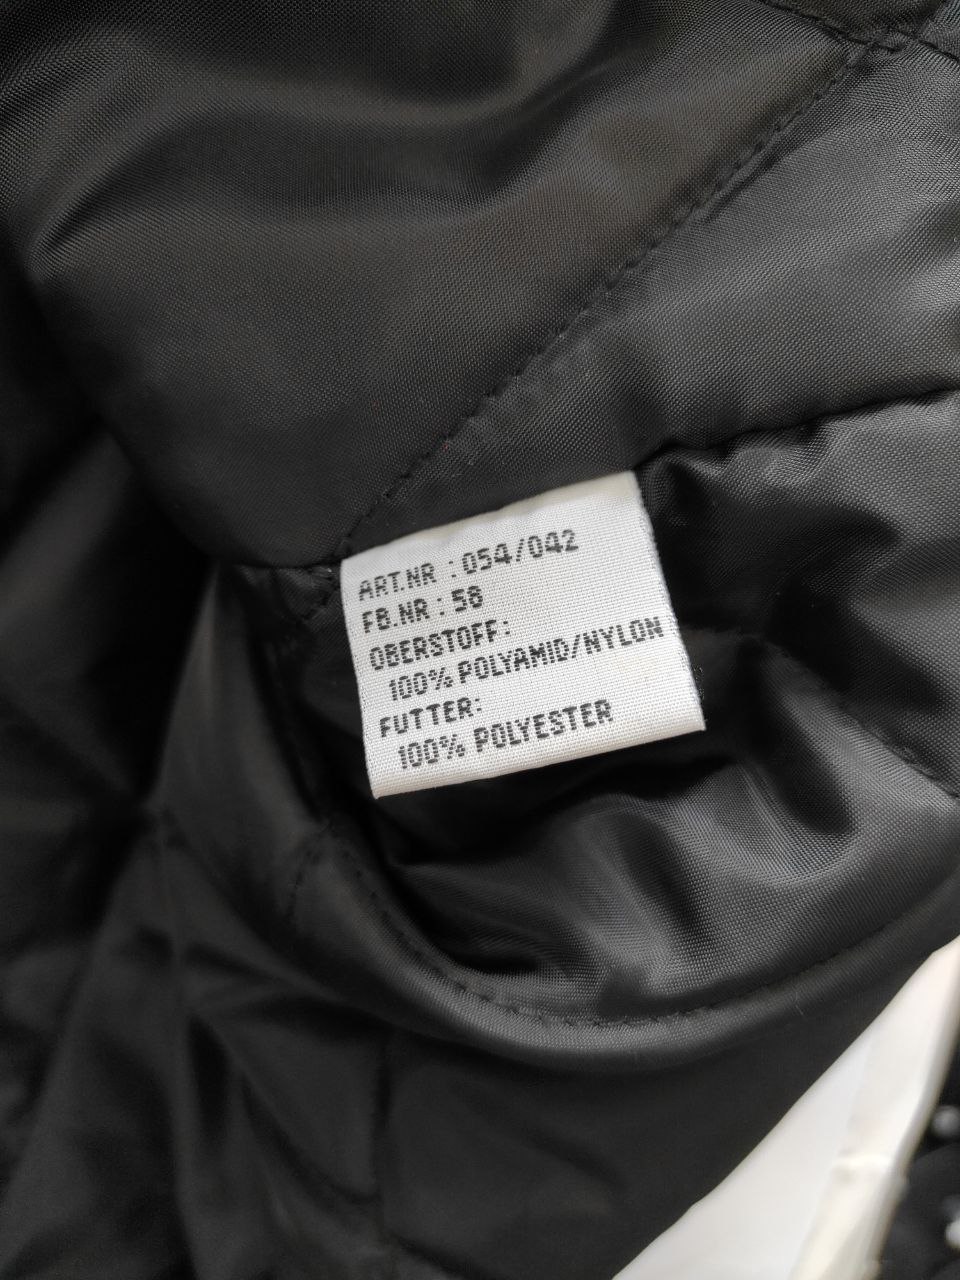 ART.NR : 054/042
FB.NR : 58
OBERSTOFF:
100% POLYAMID/NYLON
FUTTER:
100% POLYESTER